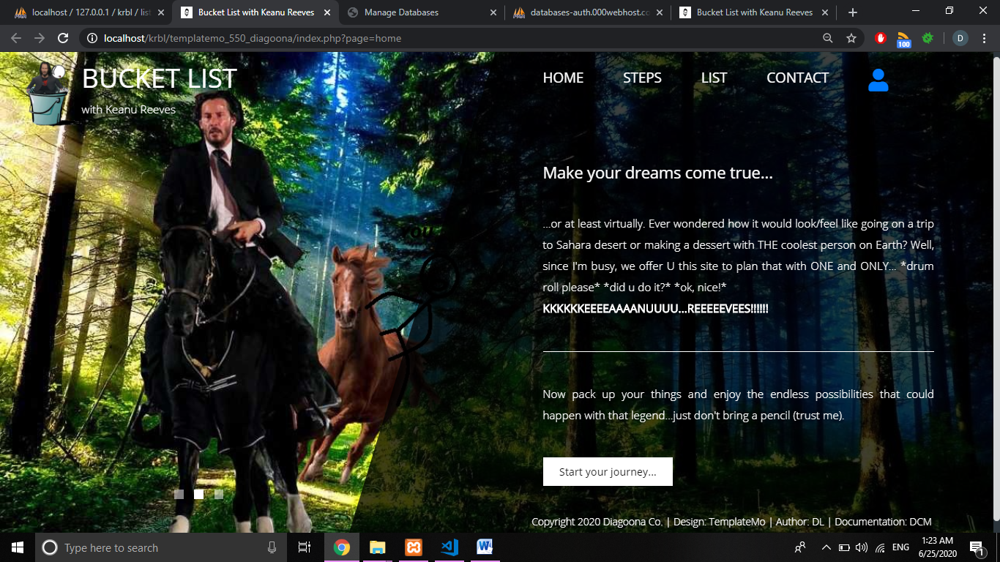 localhost / 127.0.0.1 / krbl / list
Bucket List with Keanu Reeves
Manage Databases
databases-auth.000webhost.co
Bucket List with Keanu Reeves
localhost/krbl/templatemo_550_diagoona/index.php?page=home
100
D
BUCKET LIST
with Keanu Reeves
HOME
STEPS
LIST
CONTACT
you
Make your dreams come true...
...or at least virtually. Ever wondered how it would look/feel like going on a trip
to Sahara desert or making a dessert with THE coolest person on Earth? Well,
since I'm busy, we offer U this site to plan that with ONE and ONLY... *drum
roll please* *did u do it?* *ok, nice!*
KKKKKKEEEEAAAANUUUU...REEEEEVEES!!!!!!
Now pack up your things and enjoy the endless possibilities that could
happen with that legend...just don't bring a pencil (trust me).
Start your journey...
Copyright 2020 Diagoona Co. | Design: TemplateMo | Author: DL | Documentation: DCM
Type here to search
ENG
1:23 AM
6/25/2020
1